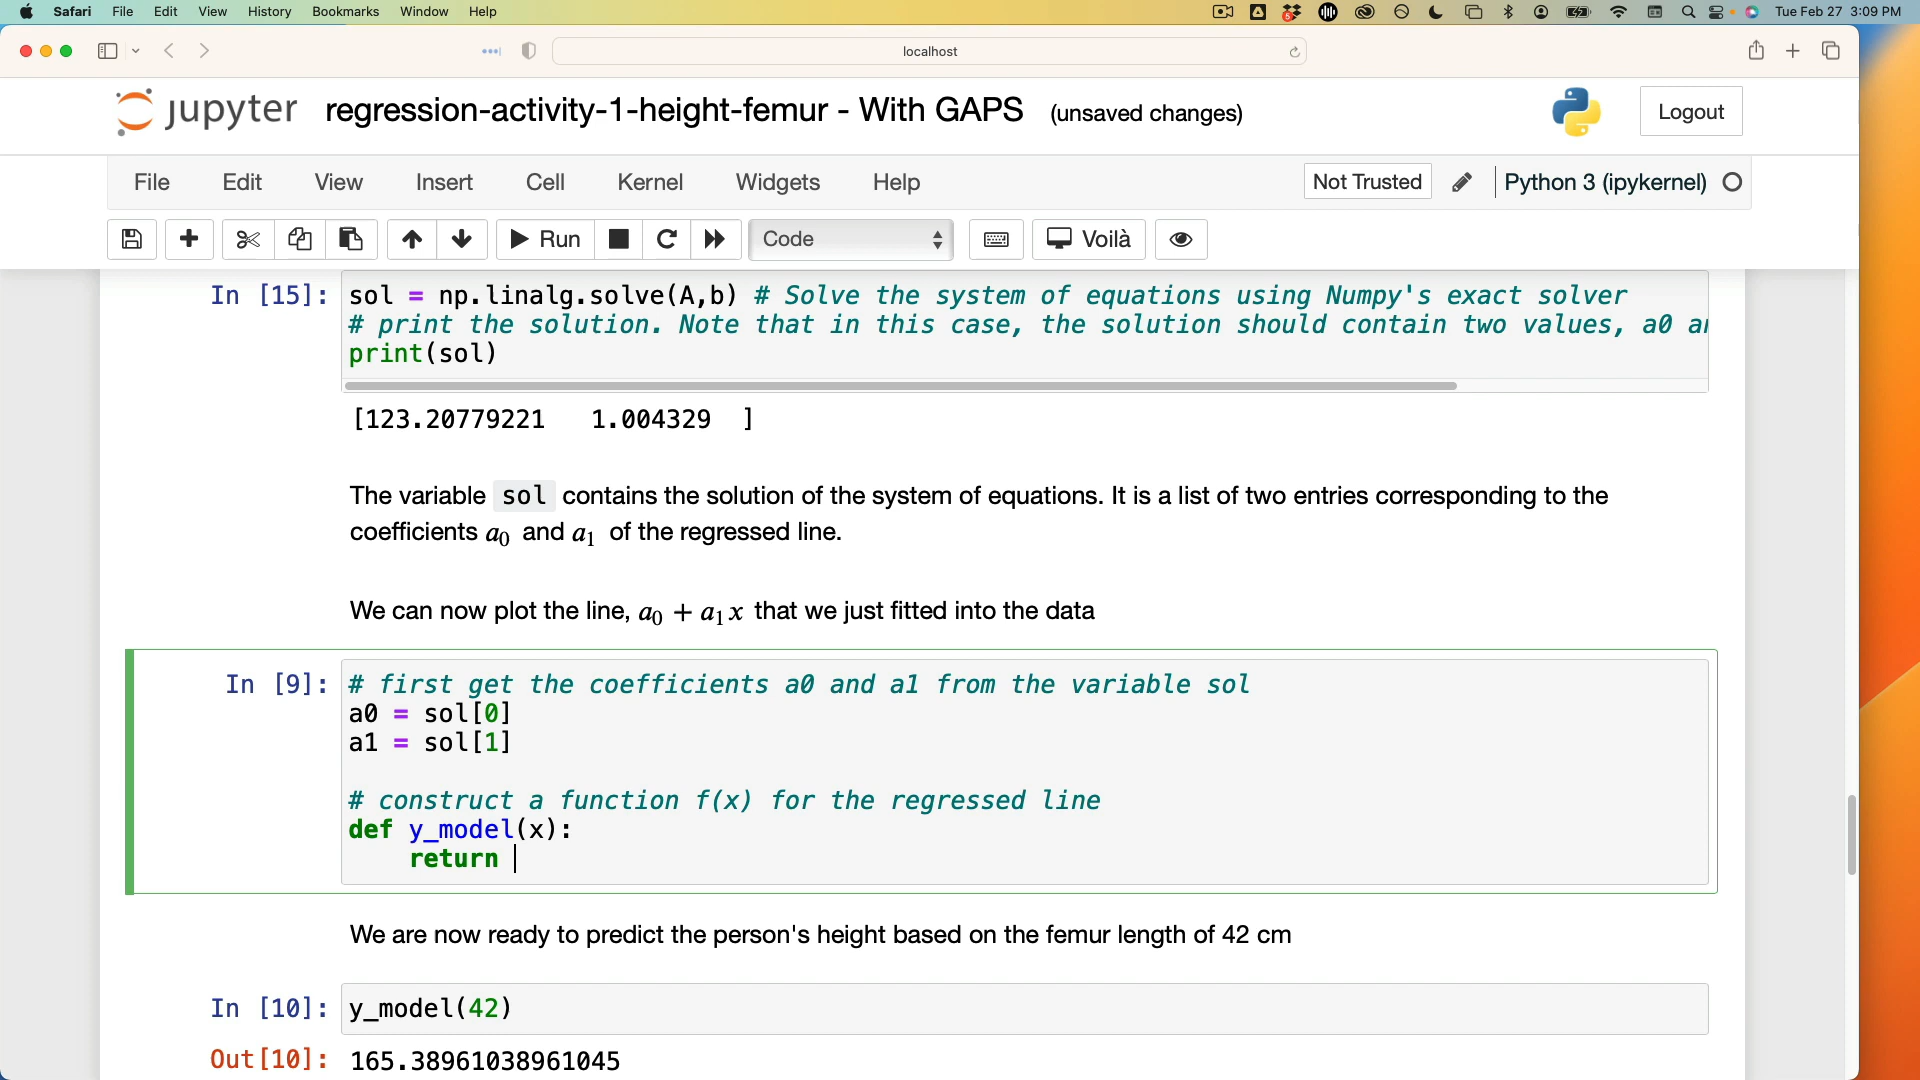 Safari File Edit View History Bookmarks Window Help Tue Feb 27 3:09 PM
localhost
jupyter regression-activity-1-height-femur - With GAPS (unsaved changes) Logout
File Edit View Insert Cell Kernel Widgets Help Not Trusted Python 3 (ipykernel)
Run Code Voilà
In [15]: sol = np.linalg.solve(A,b) # Solve the system of equations using Numpy's exact solver
# print the solution. Note that in this case, the solution should contain two values, a0
print(sol)
[123.20779221 1.004329 ]
The variable sol contains the solution of the system of equations. It is a list of two entries corresponding to the
coefficients a0 and a1 of the regressed line.
We can now plot the line, a0 + a1x that we just fitted into the data
In [9]: # first get the coefficients a0 and a1 from the variable sol
a0 = sol[0]
a1 = sol[1]
# construct a function f(x) for the regressed line
def y_model(x):
return
We are now ready to predict the person's height based on the femur length of 42 cm
In [10]: y_model(42)
Out[10]: 165.38961038961045